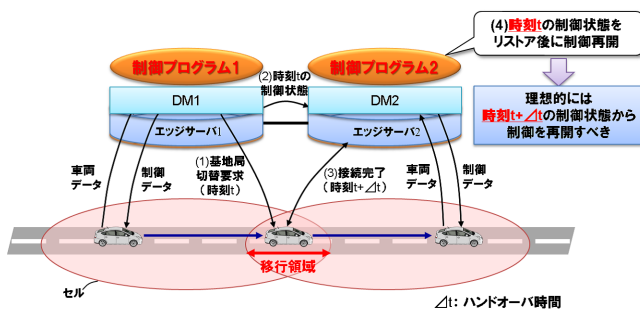 (4)時刻tの制御状態を
リストア後に制御再開
制御プログラム1
(2)時刻tの
制御状態
制御プログラム2
DM1
DM2
理想的には
時刻t+⊿tの制御状態から
制御を再開すべき
エッジサーバ1
エッジサーバ2
車両
データ
制御
データ
(1)基地局
切替要求
(時刻t)
(3)接続完了
(時刻t+⊿t)
車両
データ
制御
データ
移行領域
セル
⊿t: ハンドオーバ時間